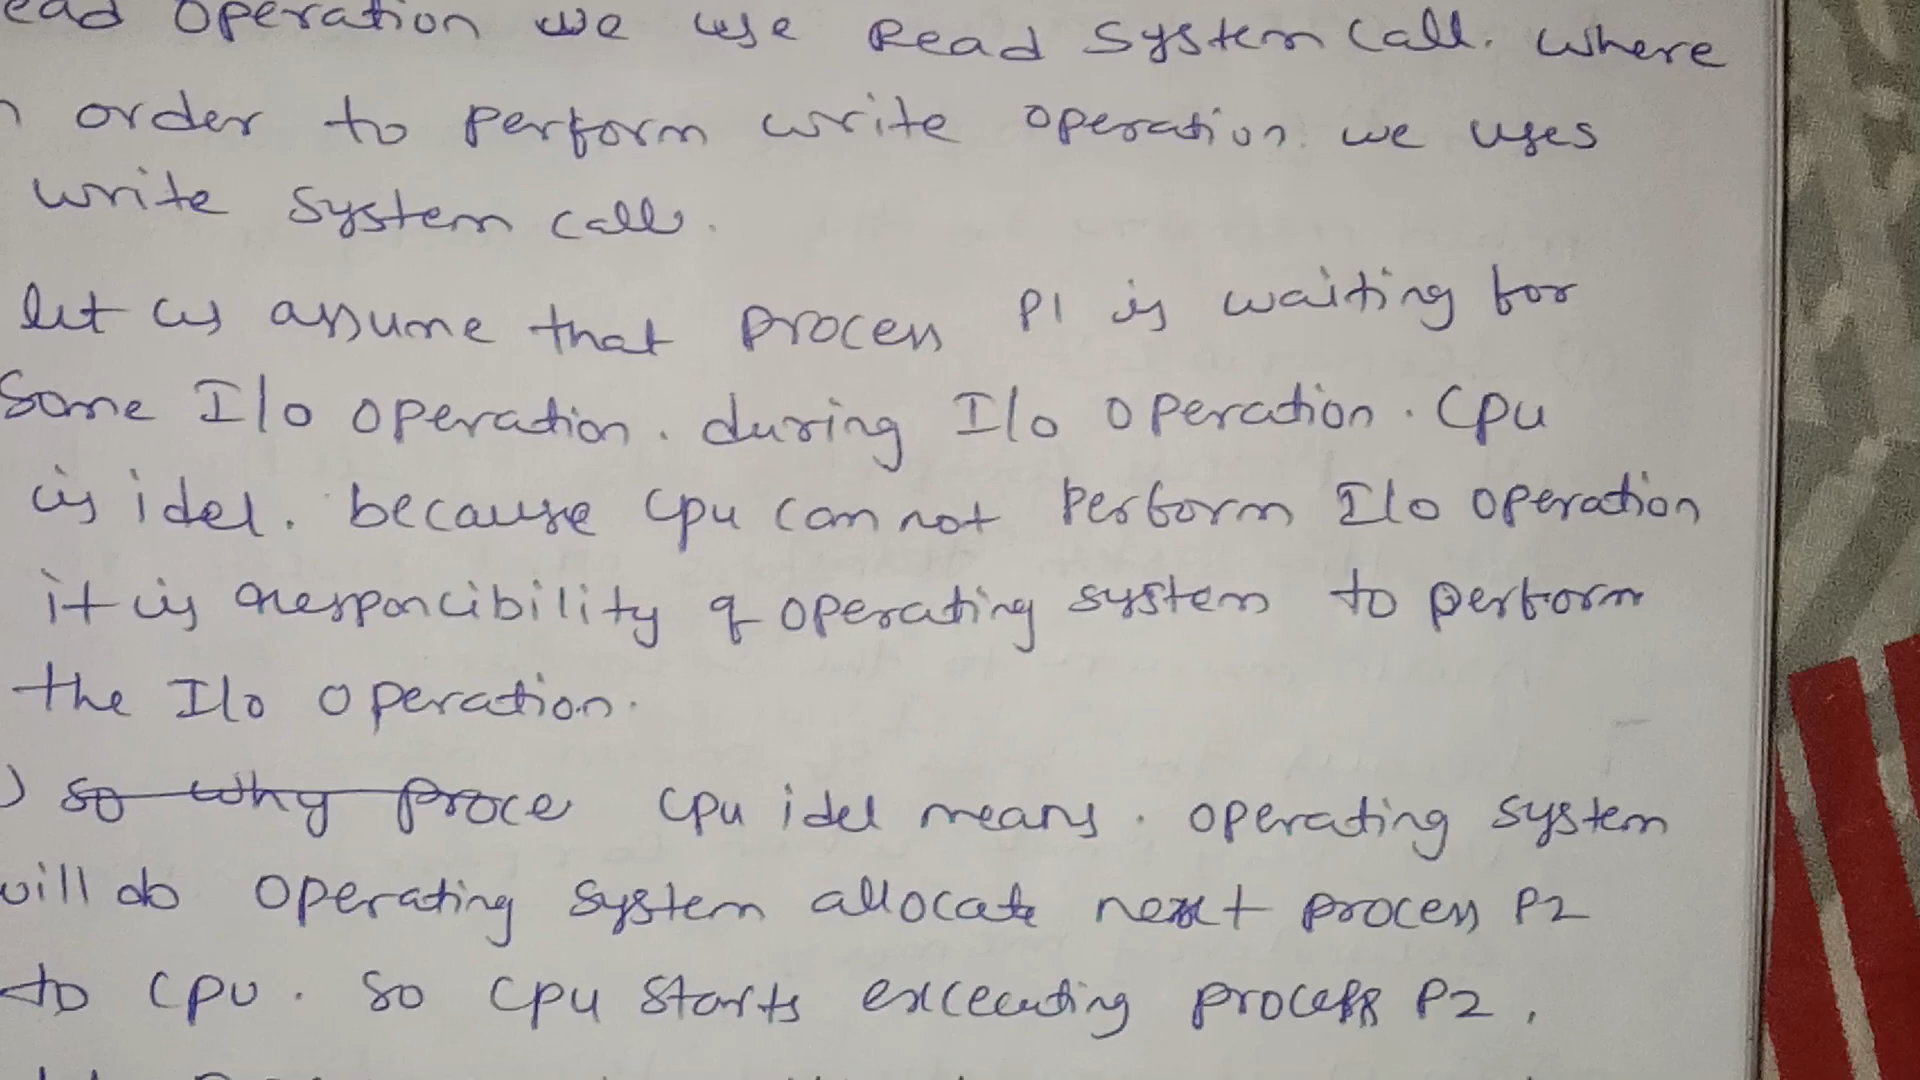 ead operation we use Read system call. where
order to perform write operation we uses
write system call.
let us assume that process P1 is waiting for
Some I/o operation. during I/o operation. Cpu
is idel. because cpu can not perform I/o operation
it is responcibility of operating system to perform
the I/o operation.
) so why proce cpu idel means. operating system
will do operating system allocate next process P2
to cpu. So cpu starts excecuting process P2.